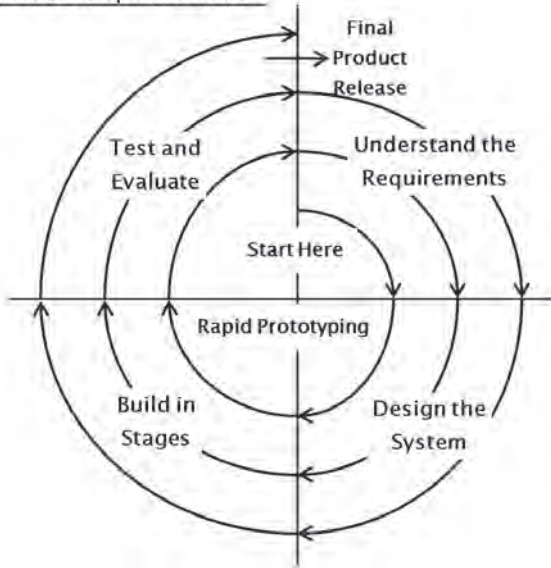 Final
Product
Release
Test and
Evaluate
Understand the
Requirements
Start Here
Rapid Prototyping
Build in
Stages
Design the
System